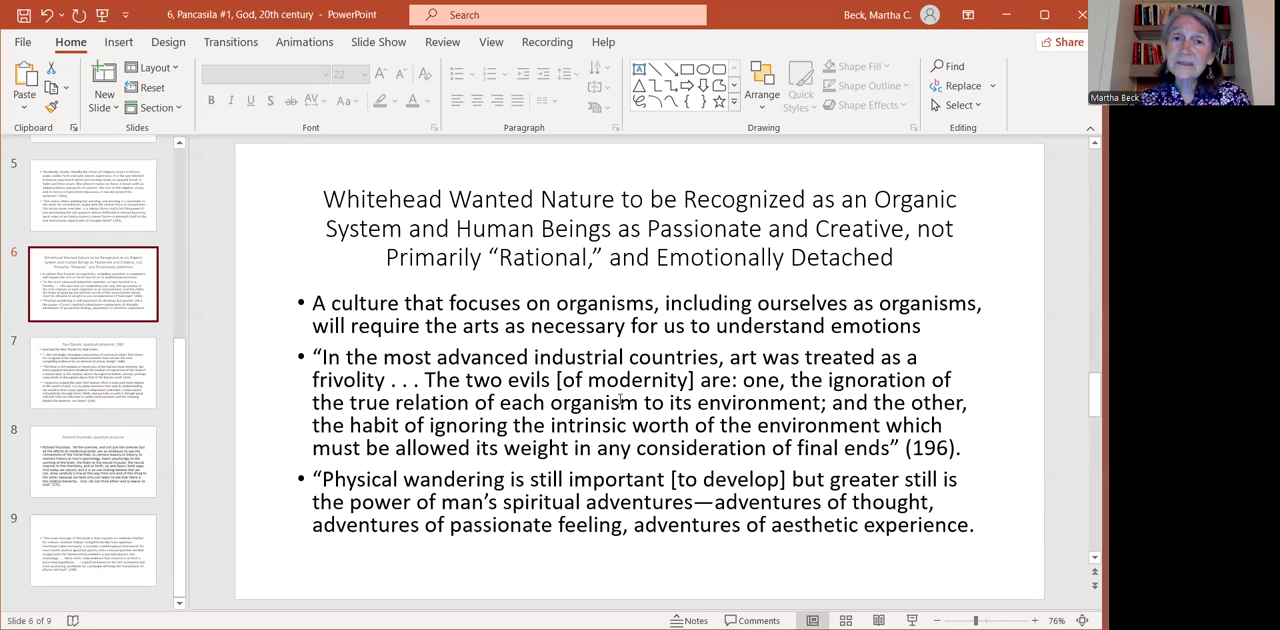 6, Pancasila #1, God, 20th century - PowerPoint
Search
Beck, Martha C.
File Home Insert Design Transitions Animations Slide Show Review View Recording Help
Share
Paste
Clipboard
New
Slide
Layout
Reset
Section
Slides
22
B I U S ab AV Aa A
Font
Paragraph
Arrange
Quick
Styles
Shape Fill
Shape Outline
Shape Effects
Drawing
Find
Replace
Select
Editing
Martha Beck
5
6
7
8
9
Whitehead Wanted Nature to be Recognized as an Organic
System and Human Beings as Passionate and Creative, not
Primarily “Rational,” and Emotionally Detached
• A culture that focuses on organisms, including ourselves as organisms,
will require the arts as necessary for us to understand emotions
• “In the most advanced industrial countries, art was treated as a
frivolity . . . The two evils [of modernity] are: one, the ignoration of
the true relation of each organism to its environment; and the other,
the habit of ignoring the intrinsic worth of the environment which
must be allowed its weight in any consideration of final ends” (196).
• “Physical wandering is still important [to develop] but greater still is
the power of man’s spiritual adventures—adventures of thought,
adventures of passionate feeling, adventures of aesthetic experience.
Slide 6 of 9
Notes
Comments
76%